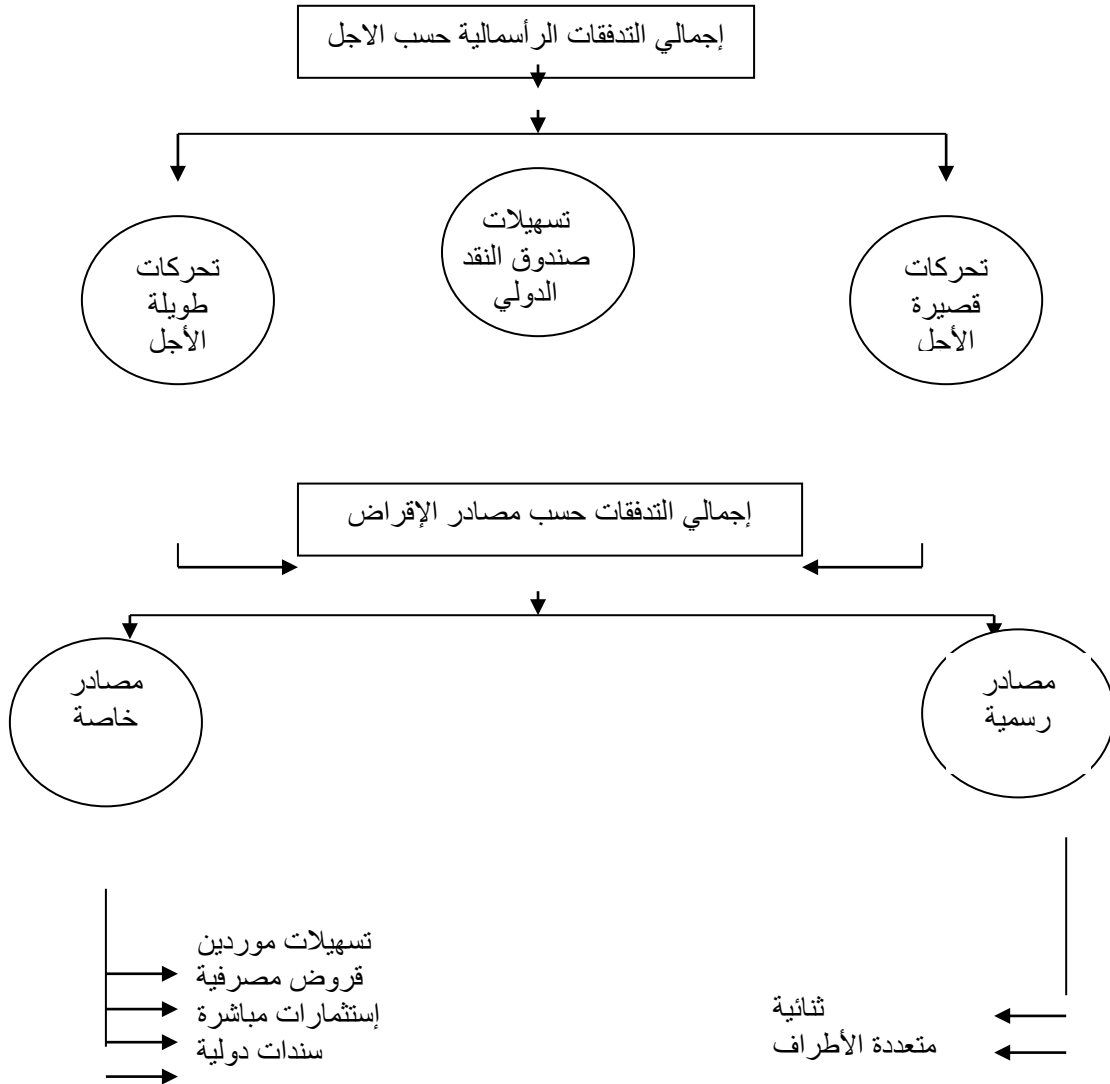 إجمالي التدفقات الرأسمالية حسب الاجل
تحركات
قصيرة
الأجل
تسهيلات
صندوق النقد
الدولي
تحركات
طويلة
الأجل
إجمالي التدفقات حسب مصادر الإقراض
مصادر
رسمية
مصادر
خاصة
ثنائية
متعددة الأطراف
تسهيلات موردين
قروض مصرفية
إستثمارات مباشرة
سندات دولية